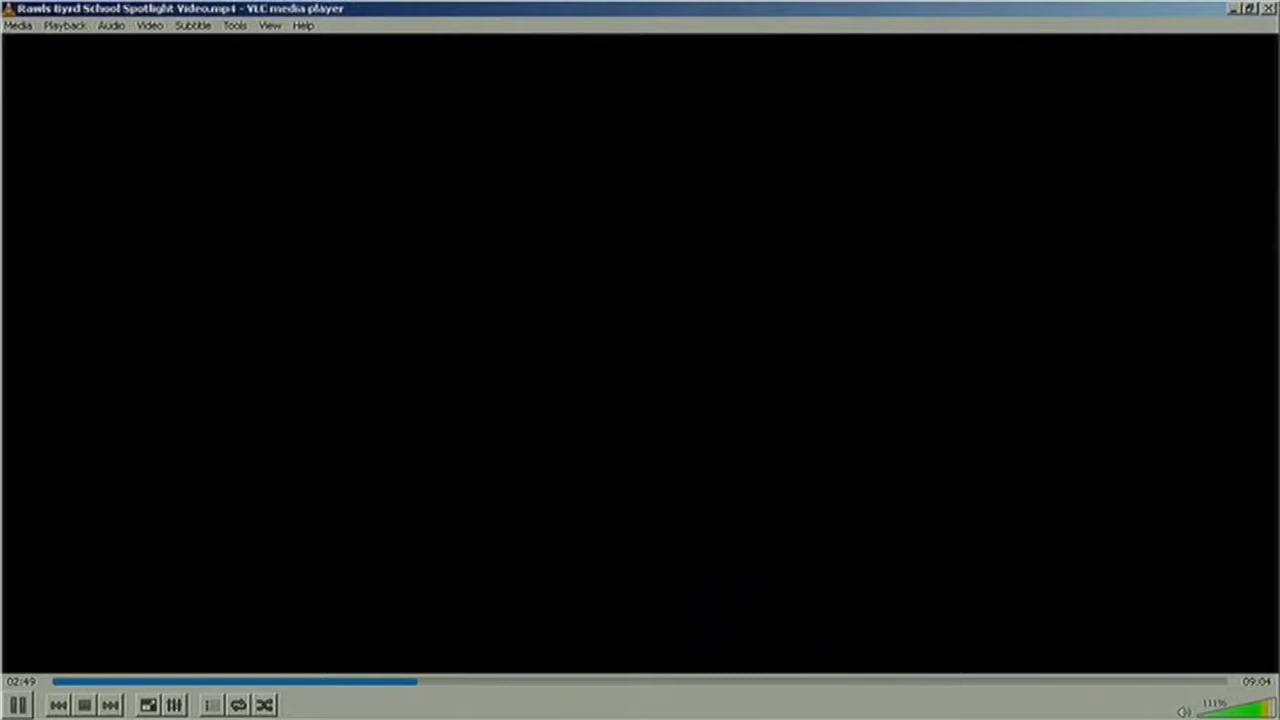 Rawls Byrd School Spotlight Video.mp4 - VLC media player
Media Playback Audio Video Subtitle Tools View Help
02:49
09:04
111%